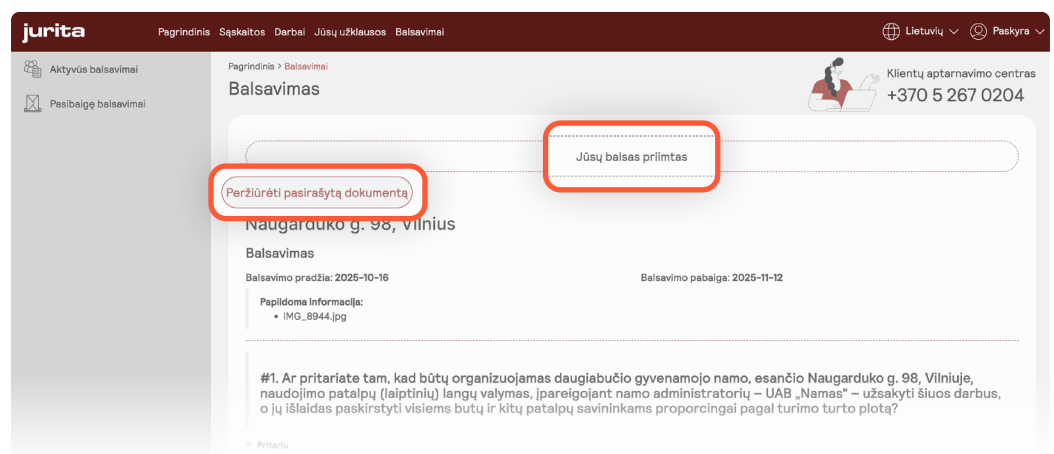 jurita
Pagrindinis Sąskaitos Darbai Jūsų užklausos Balsavimai
Lietuvių
Paskyra
Aktyvūs balsavimai
Pasibaigę balsavimai
Pagrindinis > Balsavimai
Balsavimas
Klientų aptarnavimo centras
+370 5 267 0204
Jūsų balsas priimtas
Peržiūrėti pasirašytą dokumentą
Naugarduko g. 98, Vilnius
Balsavimas
Balsavimo pradžia: 2025-10-16
Balsavimo pabaiga: 2025-11-12
Papildoma informacija:
• IMG_8944.jpg
#1. Ar pritariate tam, kad būtų organizuojamas daugiabučio gyvenamojo namo, esančio Naugarduko g. 98, Vilniuje,
naudojimo patalpų (laiptinių) langų valymas, įpareigojant namo administratorių – UAB „Namas“ – užsakyti šiuos darbus,
o jų išlaidas paskirstyti visiems butų ir kitų patalpų savininkams proporcingai pagal turimo turto plotą?
Pritariu